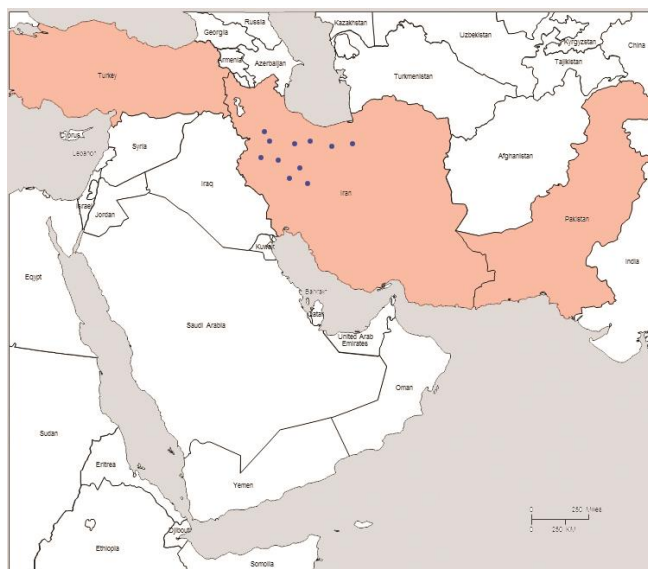 Russia
Kazakhstan
Georgia
Uzbekistan
Kyrgyzstan
China
Armenia
Azerbaijan
Tajikistan
Turkey
Turkmenistan
Cyprus
Syria
Lebanon
Afghanistan
Iraq
Iran
Israel
Jordan
Pakistan
Kuwait
India
Egypt
Bahrain
Qatar
Saudi Arabia
United Arab
Emirates
Oman
Sudan
Eritrea
Yemen
0 250 Miles
0 250 KM
Djibouti
Ethiopia
Somolia